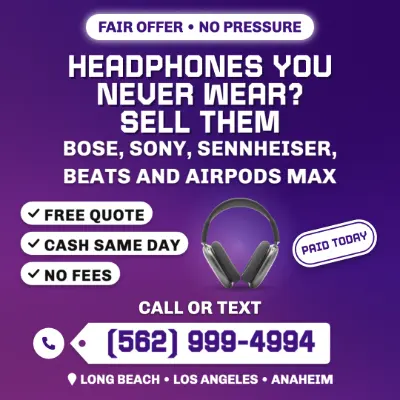 FAIR OFFER • NO PRESSURE
HEADPHONES YOU
NEVER WEAR?
SELL THEM
BOSE, SONY, SENNHEISER,
BEATS AND AIRPODS MAX
FREE QUOTE
CASH SAME DAY
NO FEES
PAID TODAY
CALL OR TEXT
(562) 999-4994
LONG BEACH • LOS ANGELES • ANAHEIM